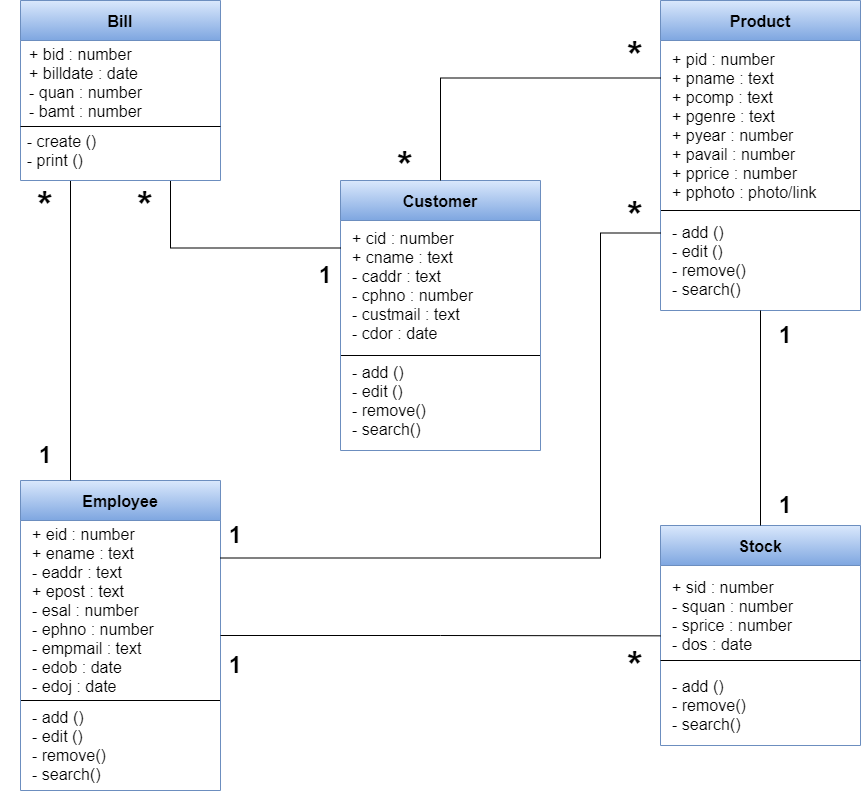 Bill
+ bid : number
+ billdate : date
- quan : number
- bamt : number
- create ()
- print ()
*
*
1
1
Product
+ pid : number
+ pname : text
+ pcomp : text
+ pgenre : text
+ pyear : number
+ pavail : number
+ pprice : number
+ pphoto : photo/link
- add ()
- edit ()
- remove()
- search()
*
*
*
1
1
Customer
+ cid : number
+ cname : text
- caddr : text
- cphno : number
- custmail : text
- cdor : date
- add ()
- edit ()
- remove()
- search()
Employee
+ eid : number
+ ename : text
- eaddr : text
+ epost : text
- esal : number
- ephno : number
- empmail : text
- edob : date
- edoj : date
- add ()
- edit ()
- remove()
- search()
1
1
*
Stock
+ sid : number
- squan : number
- sprice : number
- dos : date
- add ()
- remove()
- search()